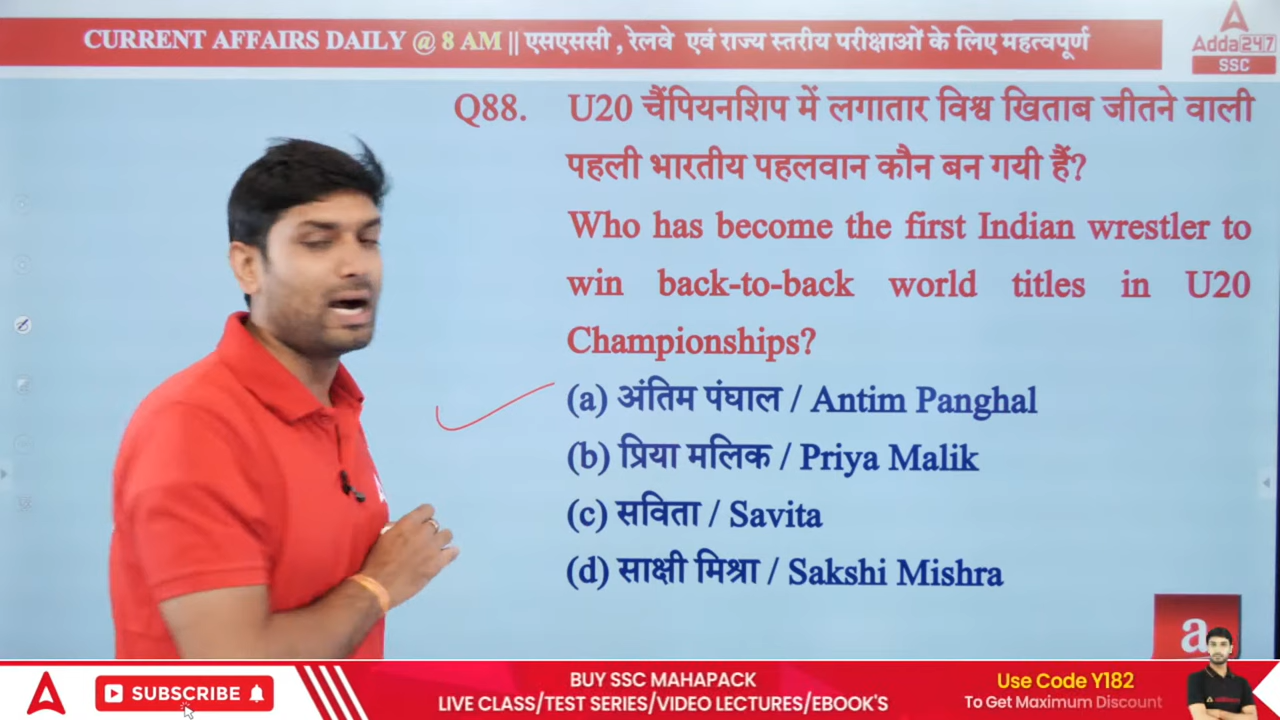 CURRENT AFFAIRS DAILY @ 8 AM || एसएससी , रेलवे एवं राज्य स्तरीय परीक्षाओं के लिए महत्वपूर्ण
Adda247
SSC
Q88. U20 चैंपियनशिप में लगातार विश्व खिताब जीतने वाली
पहली भारतीय पहलवान कौन बन गयी हैं?
Who has become the first Indian wrestler to
win back-to-back world titles in U20
Championships?
(a) अंतिम पंघाल / Antim Panghal
(b) प्रिया मलिक / Priya Malik
(c) सविता / Savita
(d) साक्षी मिश्रा / Sakshi Mishra
a
SUBSCRIBE
BUY SSC MAHAPACK
LIVE CLASS/TEST SERIES/VIDEO LECTURES/EBOOK'S
Use Code Y182
To Get Maximum Discount